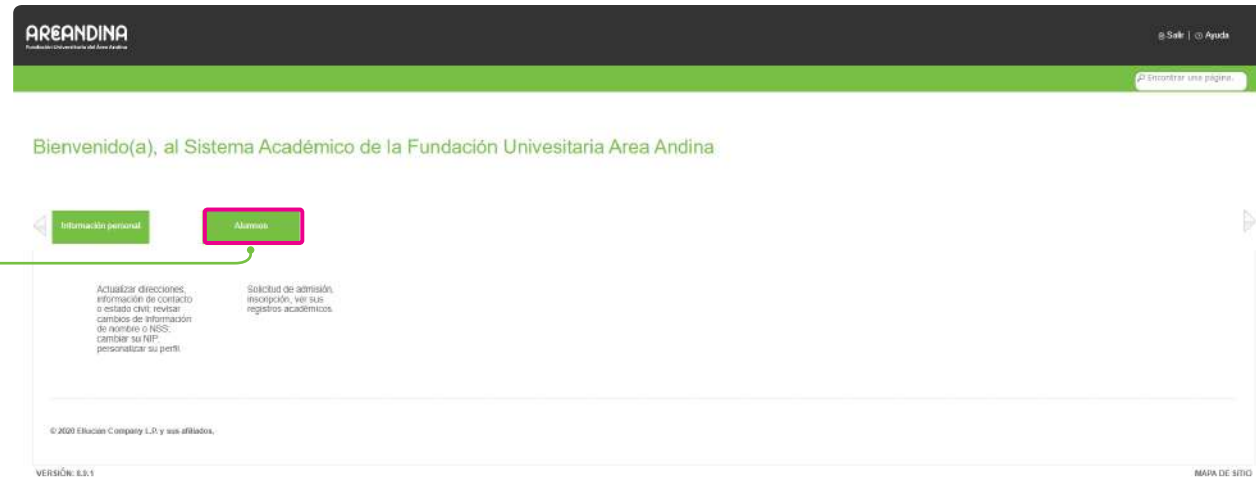 AREANDINA
Fundación Universitaria del Área Andina
Salir | Ayuda
Encontrar una página.
Bienvenido(a), al Sistema Académico de la Fundación Univesitaria Area Andina
Información personal
Alumnos
Actualizar direcciones,
información de contacto
o estado civil; revisar
cambios de información
de nombre o NSS;
cambiar su NIP;
personalizar su perfil
Solicitud de admisión,
inscripción, ver sus
registros académicos.
© 2020 Ellucian Company L.P. y sus afiliados.
VERSIÓN: 8.9.1
MAPA DE SITIO